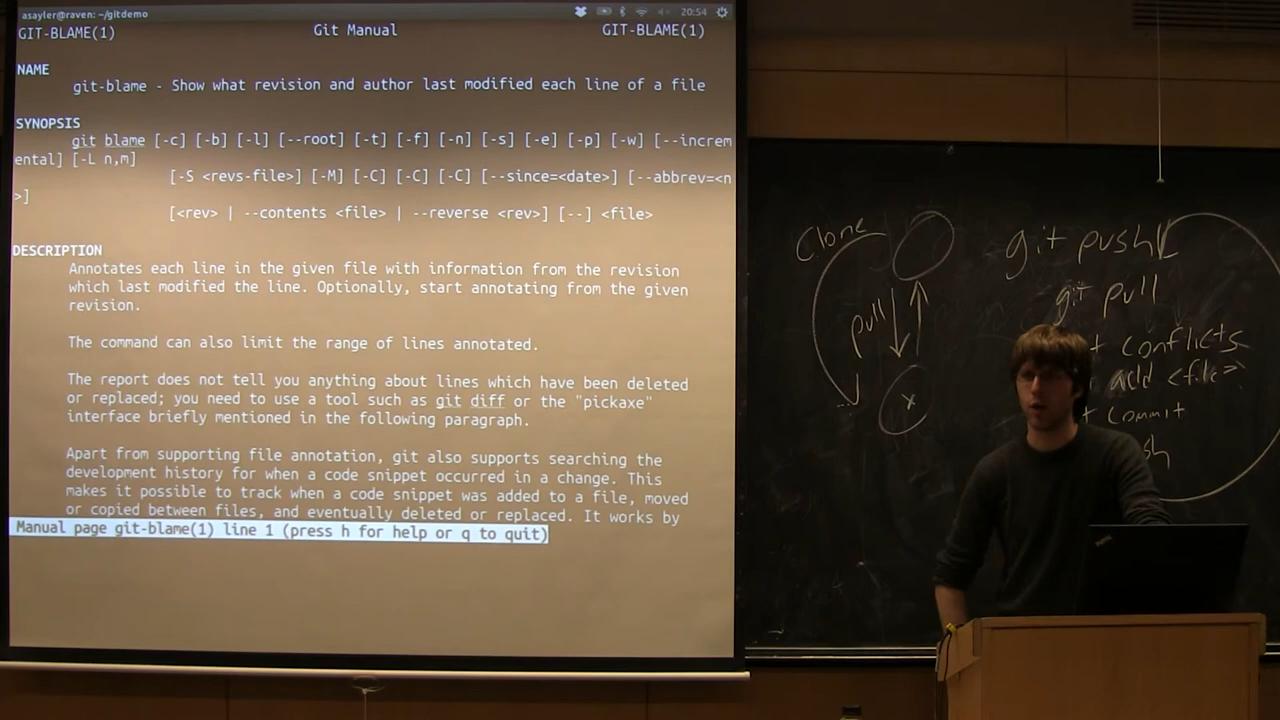 asayler@raven: ~/gitdemo
20:54
GIT-BLAME(1) Git Manual GIT-BLAME(1)
NAME
git-blame - Show what revision and author last modified each line of a file
SYNOPSIS
git blame [-c] [-b] [-l] [--root] [-t] [-f] [-n] [-s] [-e] [-p] [-w] [--increm
ental] [-L n,m]
[-S <revs-file>] [-M] [-C] [-C] [-C] [--since=<date>] [--abbrev=<n
>]
[<rev> | --contents <file> | --reverse <rev>] [--] <file>
DESCRIPTION
Annotates each line in the given file with information from the revision
which last modified the line. Optionally, start annotating from the given
revision.
The command can also limit the range of lines annotated.
The report does not tell you anything about lines which have been deleted
or replaced; you need to use a tool such as git diff or the "pickaxe"
interface briefly mentioned in the following paragraph.
Apart from supporting file annotation, git also supports searching the
development history for when a code snippet occurred in a change. This
makes it possible to track when a code snippet was added to a file, moved
or copied between files, and eventually deleted or replaced. It works by
Manual page git-blame(1) line 1 (press h for help or q to quit)
Clone
pull
x
git push
git pull
conflicts
add <file>
commit